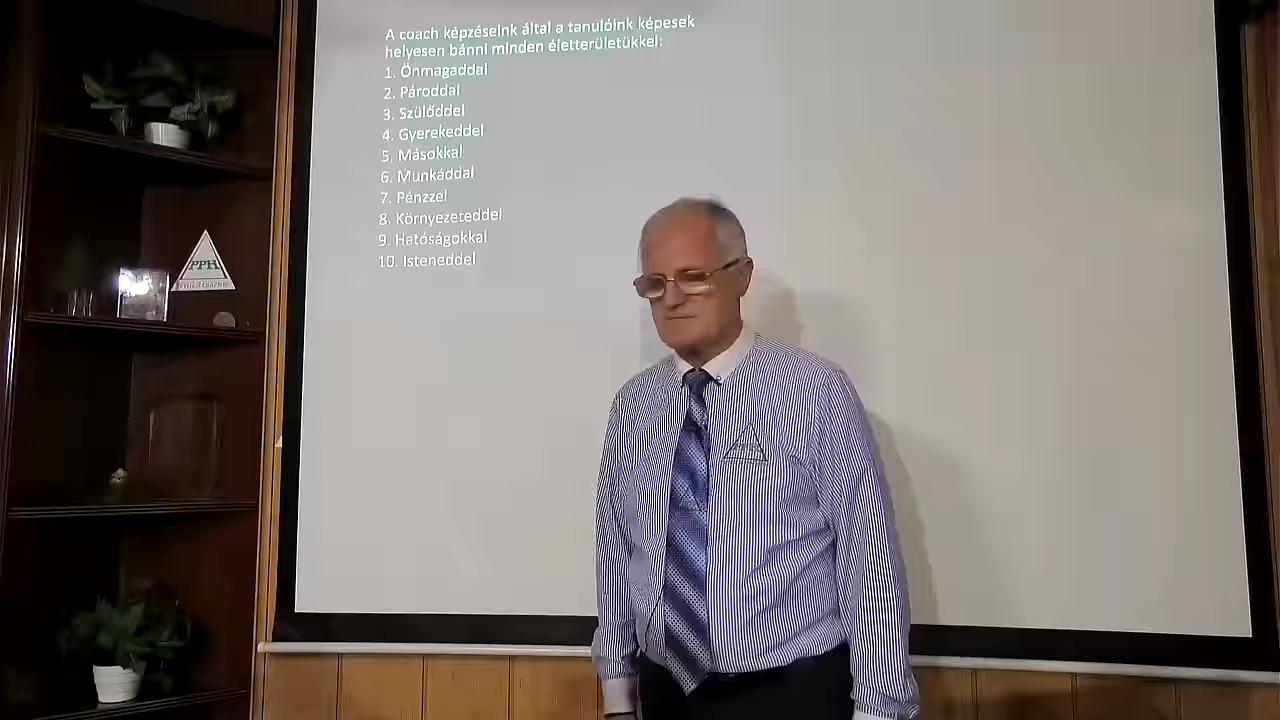 A coach képzéseink által a tanulóink képesek
helyesen bánni minden életterületükkel:
1. Önmagaddal
2. Pároddal
3. Szülőddel
4. Gyerekeddel
5. Másokkal
6. Munkáddal
7. Pénzzel
8. Környezeteddel
9. Hatóságokkal
10. Isteneddel
PPH